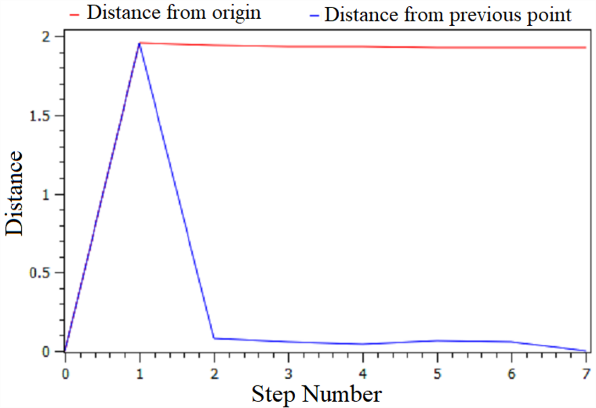 Distance from origin
Distance from previous point
2
1.5
1
0.5
0
Distance
0 1 2 3 4 5 6 7
Step Number